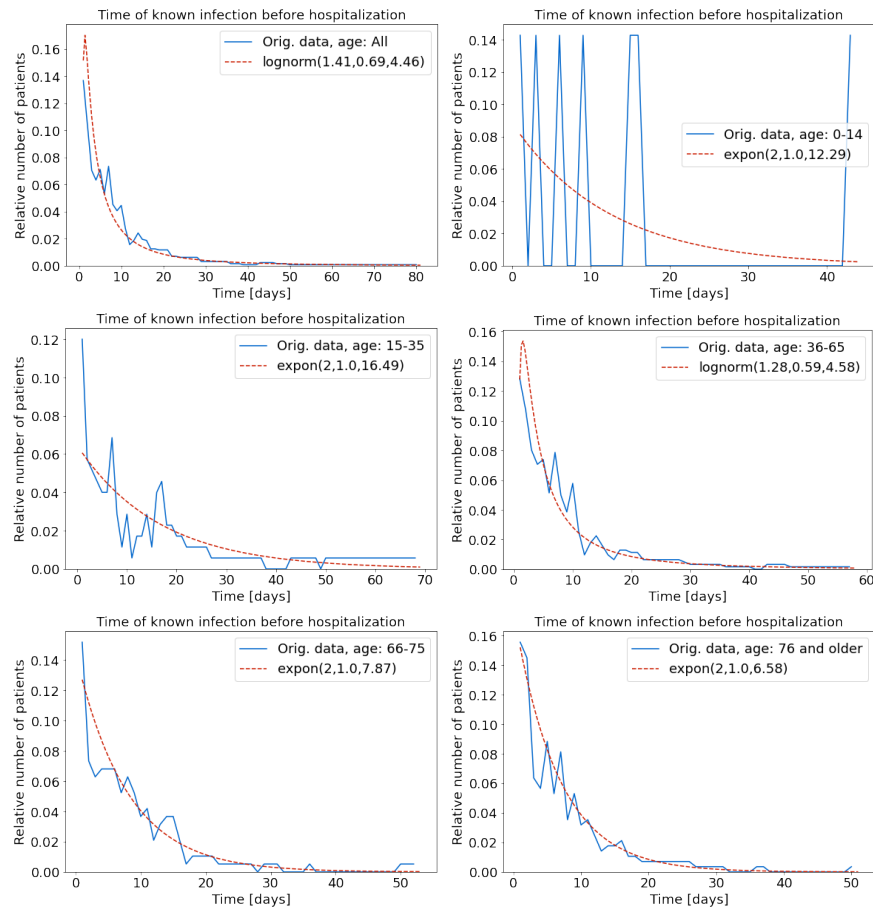 Time of known infection before hospitalization
Relative number of patients
0.16
0.14
0.12
0.10
0.08
0.06
0.04
0.02
0.00
Orig. data, age: All
lognorm(1.41,0.69,4.46)
0 10 20 30 40 50 60 70 80
Time [days]
Time of known infection before hospitalization
Relative number of patients
0.14
0.12
0.10
0.08
0.06
0.04
0.02
0.00
Orig. data, age: 0-14
expon(2,1.0,12.29)
0 20 40
Time [days]
Time of known infection before hospitalization
Relative number of patients
0.12
0.10
0.08
0.06
0.04
0.02
0.00
Orig. data, age: 15-35
expon(2,1.0,16.49)
0 10 20 30 40 50 60 70
Time [days]
Time of known infection before hospitalization
Relative number of patients
0.16
0.14
0.12
0.10
0.08
0.06
0.04
0.02
0.00
Orig. data, age: 36-65
lognorm(1.28,0.59,4.58)
0 10 20 30 40 50 60
Time [days]
Time of known infection before hospitalization
Relative number of patients
0.14
0.12
0.10
0.08
0.06
0.04
0.02
0.00
Orig. data, age: 66-75
expon(2,1.0,7.87)
0 10 20 30 40 50
Time [days]
Time of known infection before hospitalization
Relative number of patients
0.16
0.14
0.12
0.10
0.08
0.06
0.04
0.02
0.00
Orig. data, age: 76 and older
expon(2,1.0,6.58)
0 10 20 30 40 50
Time [days]